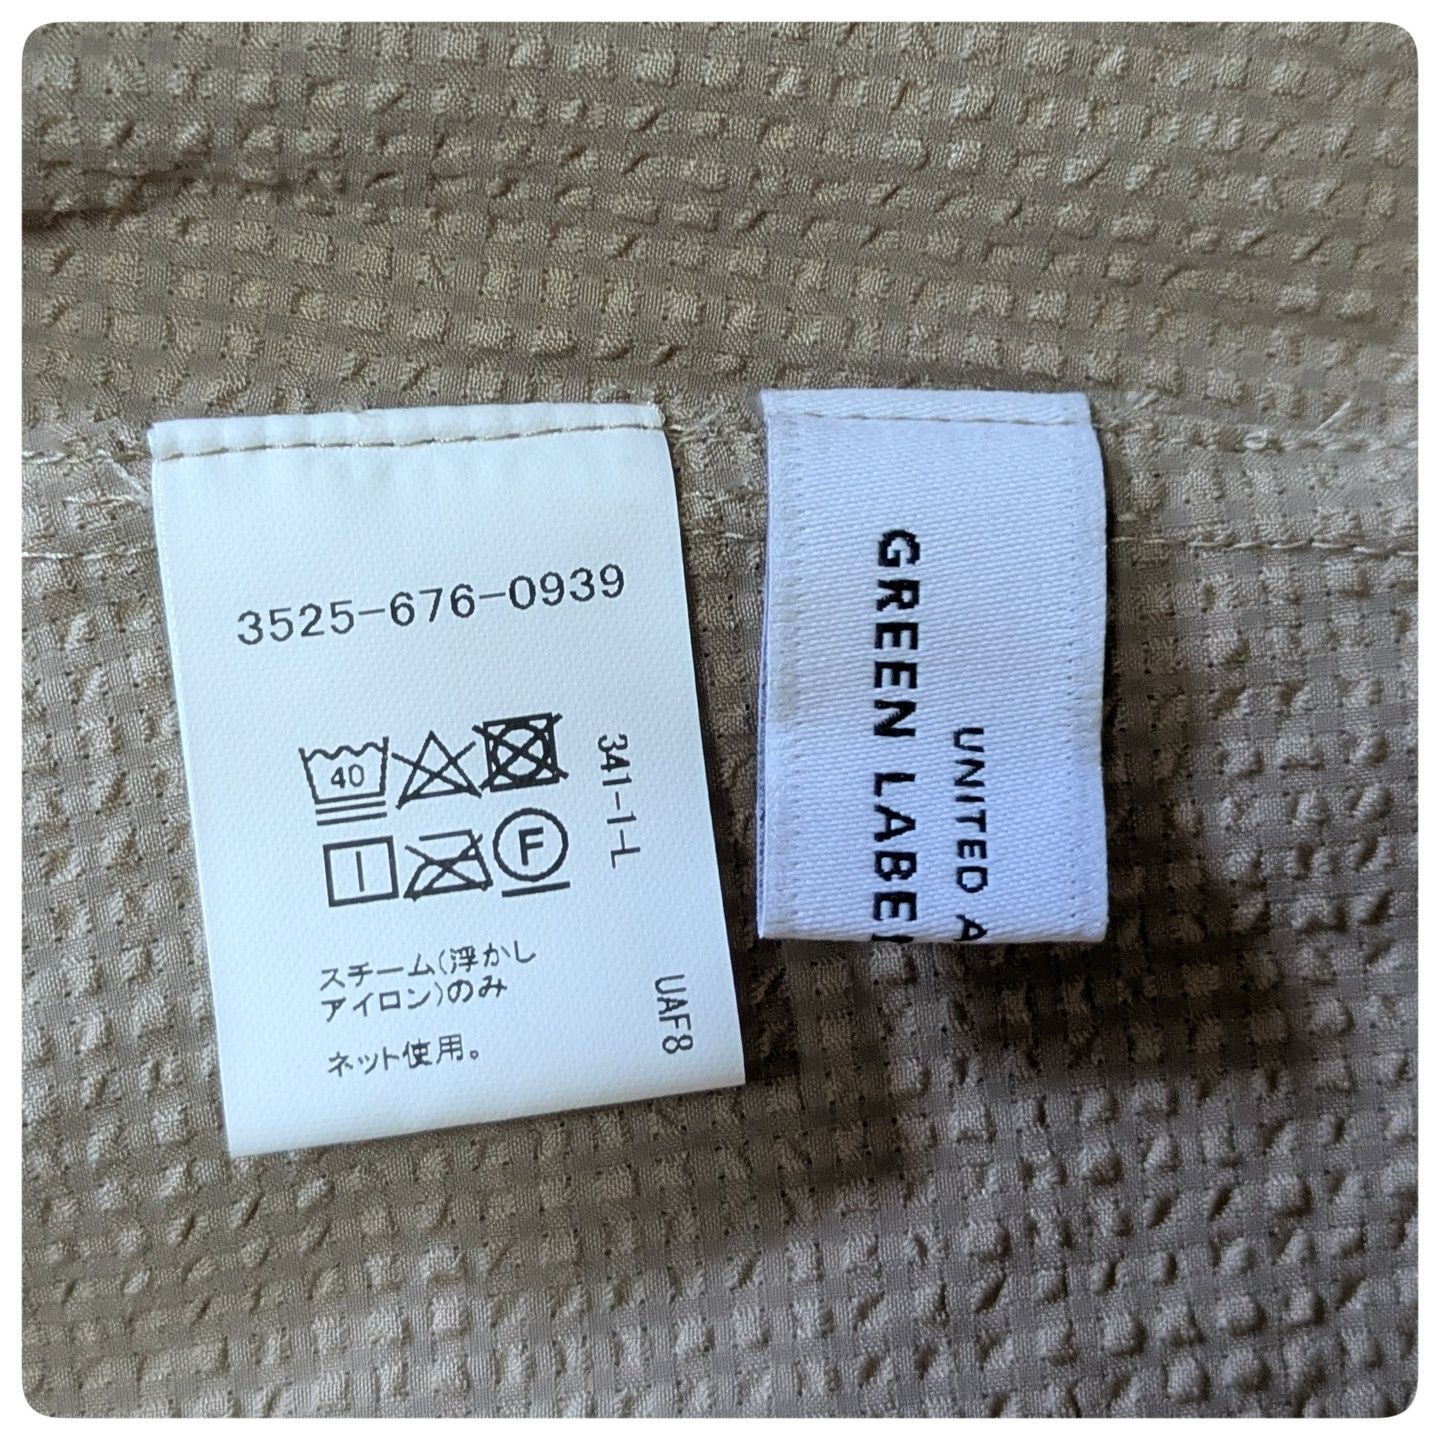 3525-676-0939
40
F
341-1-L
スチーム(浮かし
アイロン)のみ
ネット使用。
UAF8
GREEN LABE
UNITED A